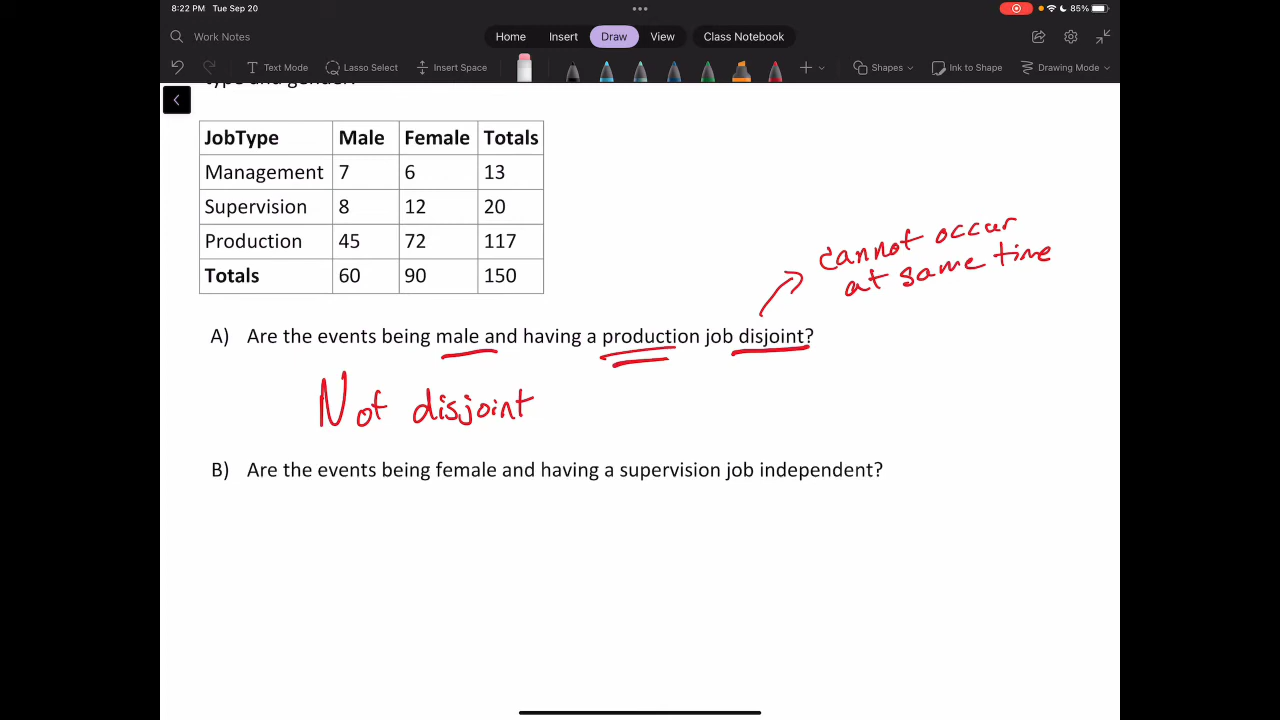 8:22 PM Tue Sep 20
85%
Work Notes
Home Insert Draw View Class Notebook
Text Mode Lasso Select Insert Space Shapes Ink to Shape Drawing Mode
type and gender.
JobType Male Female Totals
Management 7 6 13
Supervision 8 12 20
Production 45 72 117
Totals 60 90 150
cannot occur
at same time
A) Are the events being male and having a production job disjoint?
Not disjoint
B) Are the events being female and having a supervision job independent?